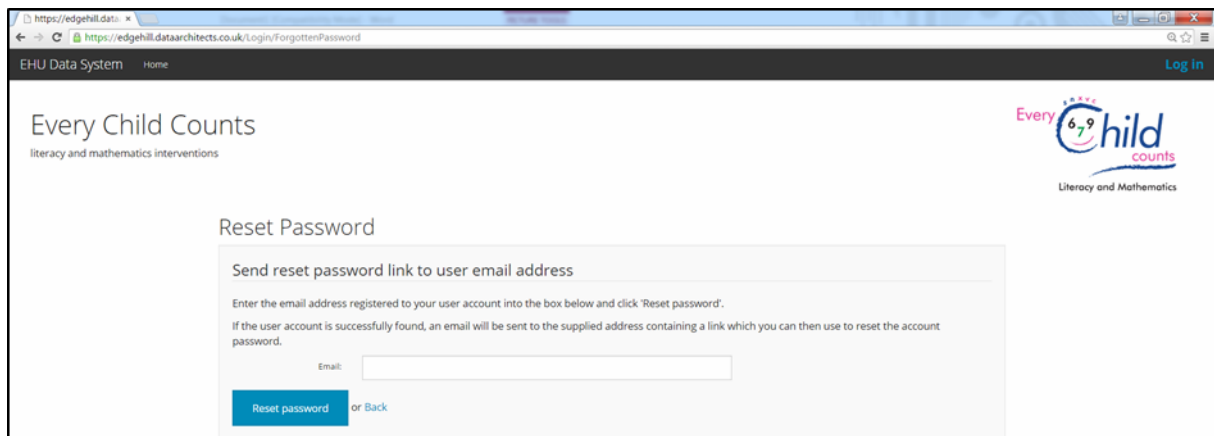 https://edgehill.data
https://edgehill.dataarchitects.co.uk/Login/ForgottenPassword
EHU Data System Home Log in
Every Child Counts
literacy and mathematics interventions
Every Child
6 7 9
counts
Literacy and Mathematics
Reset Password
Send reset password link to user email address
Enter the email address registered to your user account into the box below and click 'Reset password'.
If the user account is successfully found, an email will be sent to the supplied address containing a link which you can then use to reset the account
password.
Email:
Reset password or Back